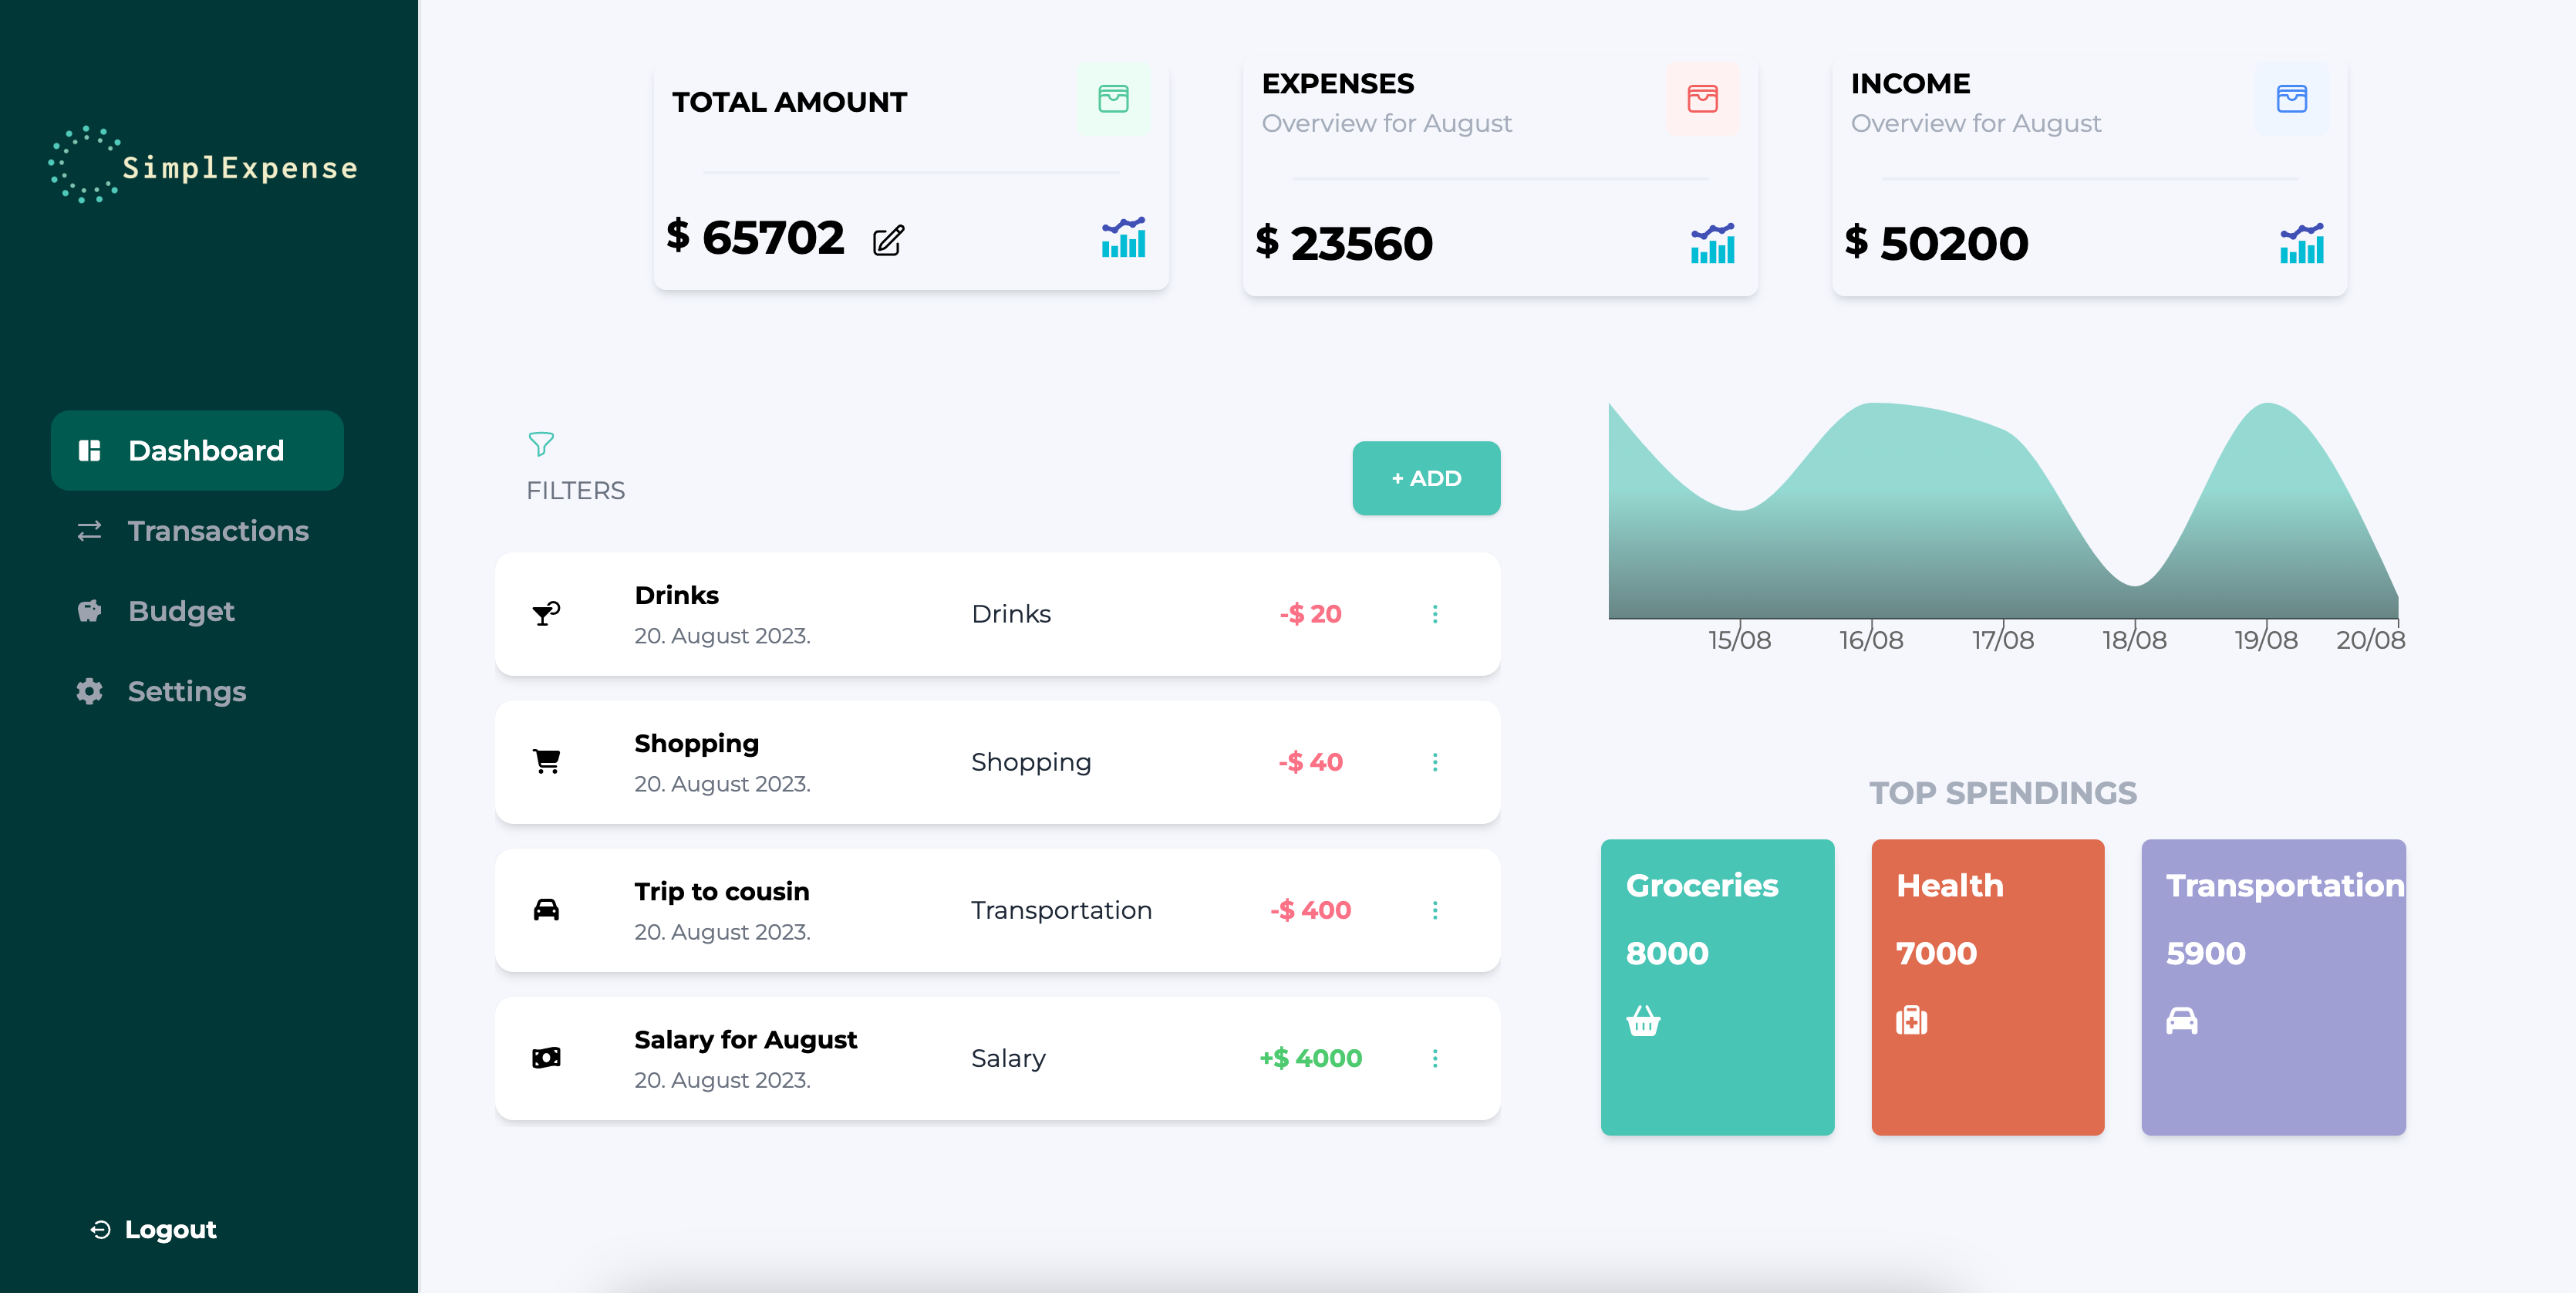 SimplExpense
Dashboard
Transactions
Budget
Settings
Logout
TOTAL AMOUNT
$ 65702
EXPENSES
Overview for August
$ 23560
INCOME
Overview for August
$ 50200
FILTERS
+ ADD
Drinks
20. August 2023.
Drinks
-$ 20
Shopping
20. August 2023.
Shopping
-$ 40
Trip to cousin
20. August 2023.
Transportation
-$ 400
Salary for August
20. August 2023.
Salary
+$ 4000
15/08 16/08 17/08 18/08 19/08 20/08
TOP SPENDINGS
Groceries
8000
Health
7000
Transportation
5900